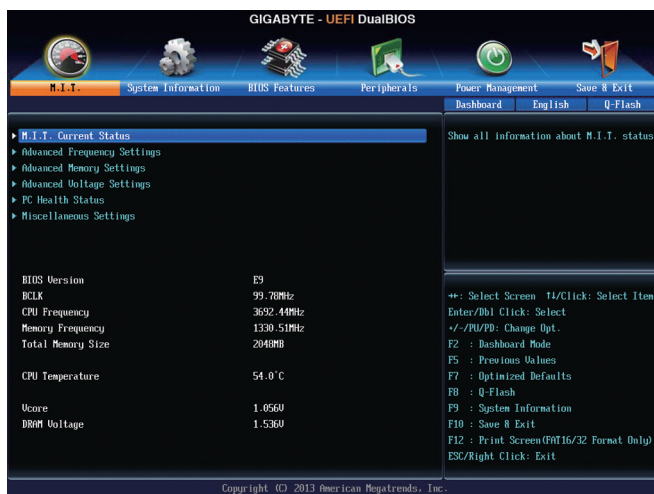 GIGABYTE - UEFI DualBIOS
M.I.T.
System Information
BIOS Features
Peripherals
Power Management
Save & Exit
Dashboard
English
Q-Flash
M.I.T. Current Status
Advanced Frequency Settings
Advanced Memory Settings
Advanced Voltage Settings
PC Health Status
Miscellaneous Settings
Show all information about M.I.T. status
BIOS Version E9
BCLK 99.78MHz
CPU Frequency 3692.44MHz
Memory Frequency 1330.51MHz
Total Memory Size 2048MB
CPU Temperature 54.0°C
Vcore 1.056V
DRAM Voltage 1.536V
→←: Select Screen ↑↓/Click: Select Item
Enter/Dbl Click: Select
+/-/PU/PD: Change Opt.
F2 : Dashboard Mode
F5 : Previous Values
F7 : Optimized Defaults
F8 : Q-Flash
F9 : System Information
F10 : Save & Exit
F12 : Print Screen(FAT16/32 Format Only)
ESC/Right Click: Exit
Copyright (C) 2013 American Megatrends, Inc.